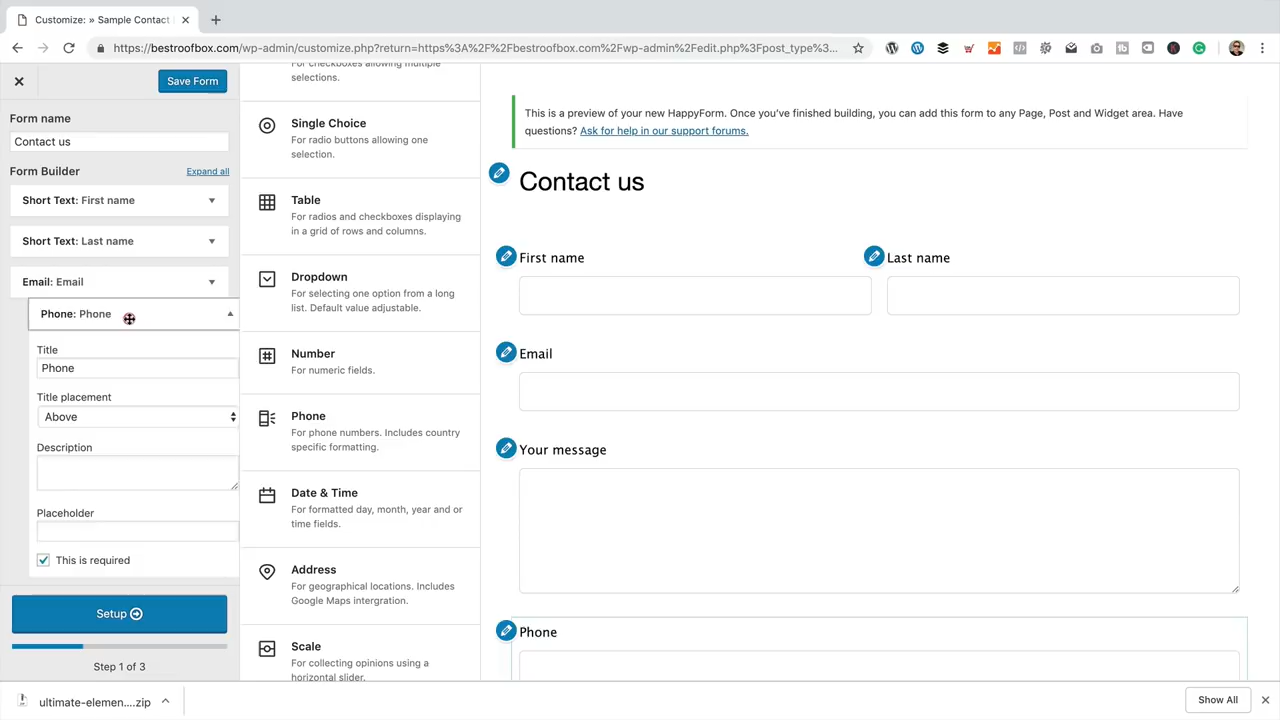 Customize: » Sample Contact
https://bestroofbox.com/wp-admin/customize.php?return=https%3A%2F%2Fbestroofbox.com%2Fwp-admin%2Fedit.php%3Fpost_type%3...
Save Form
Form name
Contact us
Form Builder
Expand all
Short Text: First name
Short Text: Last name
Email: Email
Phone: Phone
Title
Phone
Title placement
Above
Description
Placeholder
This is required
Setup
Step 1 of 3
For checkboxes allowing multiple
selections.
Single Choice
For radio buttons allowing one
selection.
Table
For radios and checkboxes displaying
in a grid of rows and columns.
Dropdown
For selecting one option from a long
list. Default value adjustable.
Number
For numeric fields.
Phone
For phone numbers. Includes country
specific formatting.
Date & Time
For formatted day, month, year and or
time fields.
Address
For geographical locations. Includes
Google Maps intergration.
Scale
For collecting opinions using a
horizontal slider.
This is a preview of your new HappyForm. Once you've finished building, you can add this form to any Page, Post and Widget area. Have
questions? Ask for help in our support forums.
Contact us
First name
Last name
Email
Your message
Phone
ultimate-elemen....zip
Show All